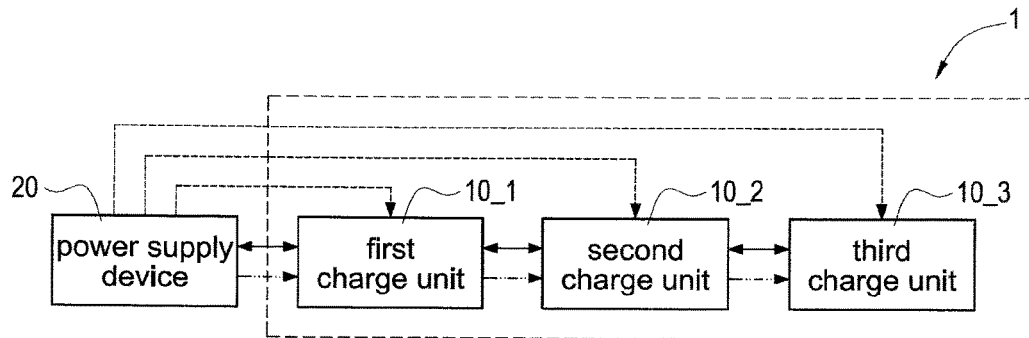 1
20
10_1
10_2
10_3
power supply
device
first
charge unit
second
charge unit
third
charge unit